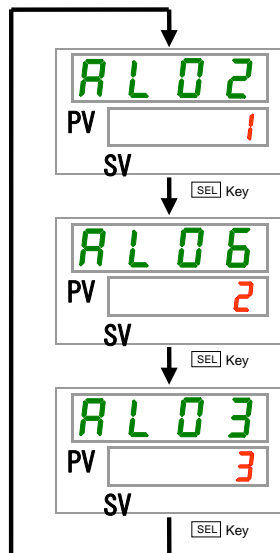 AL02
PV 1
SV
SEL Key
AL06
PV 2
SV
SEL Key
AL03
PV 3
SV
SEL Key